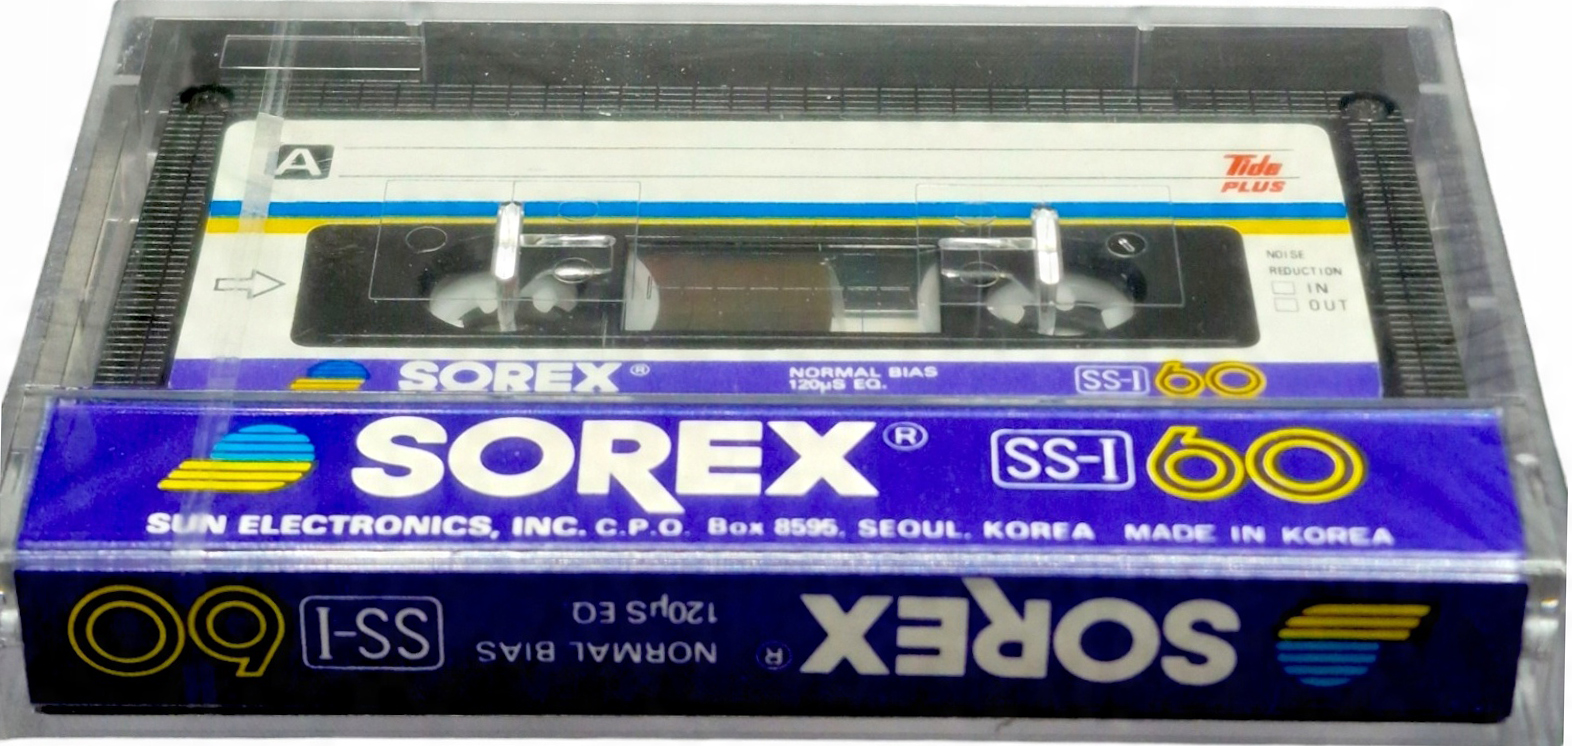 A
Tide
PLUS
NOISE
REDUCTION
IN
OUT
SOREX® NORMAL BIAS SS-I 60
120µS EQ.
SOREX® SS-I 60
SUN ELECTRONICS, INC. C.P.O. Box 8595, SEOUL. KOREA MADE IN KOREA
SOREX® NORMAL BIAS SS-I 60
120µS EQ